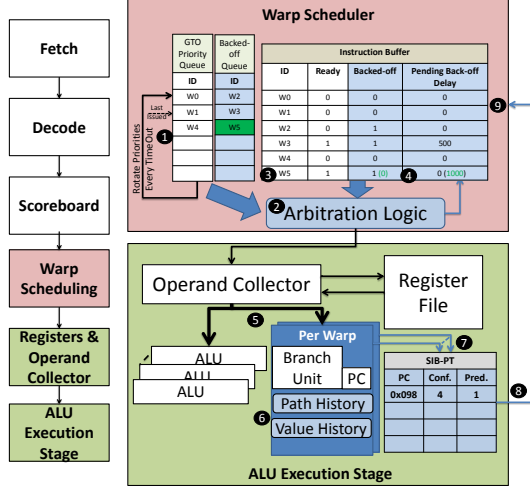 Fetch
Decode
Scoreboard
Warp
Scheduling
Registers &
Operand
Collector
ALU
Execution
Stage
Warp Scheduler
GTO
Priority
Queue
Backed-
off
Queue
ID ID
W0 W2
W1 W3
W4 W5
Last
Issued
Rotate Priorities
Every TimeOut
1
Instruction Buffer
ID Ready Backed-off Pending Back-off
Delay
W0 0 0 0
W1 0 0 0
W2 0 1 0
W3 1 1 500
W4 0 0 0
W5 1 1 (0) 0 (1000)
3
4
9
2 Arbitration Logic
Operand Collector
Register
File
5
ALU
ALU
ALU
Per Warp
Branch
Unit
PC
6
Path History
Value History
7
SIB-PT
PC Conf. Pred.
0x098 4 1
8
ALU Execution Stage